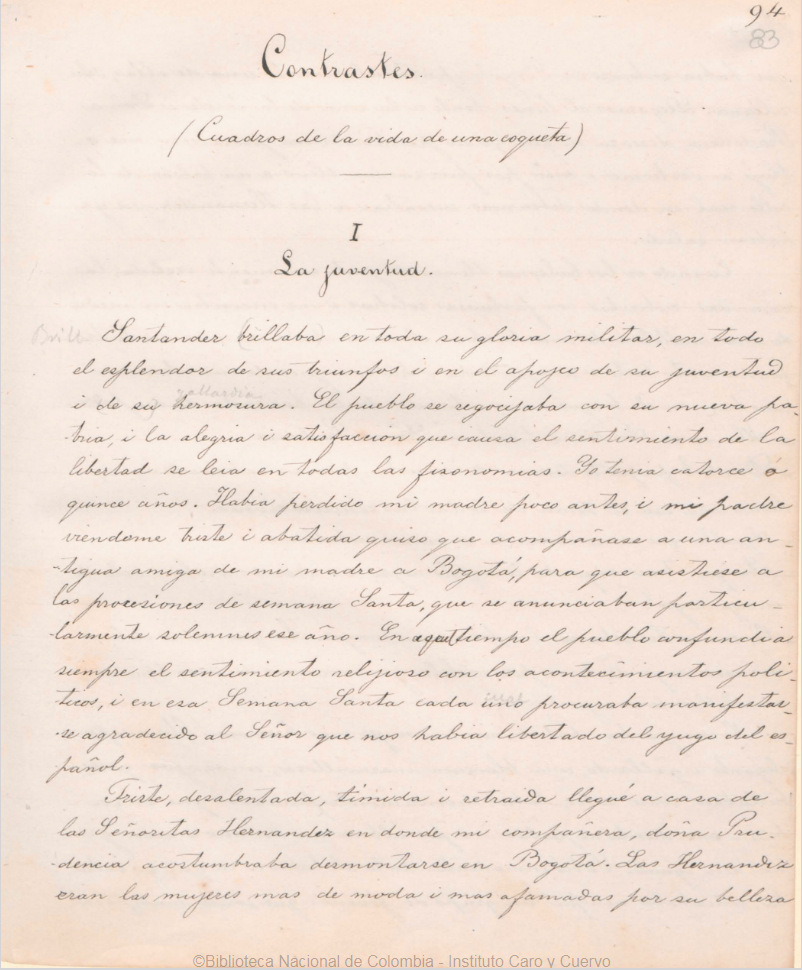 94
83
Contrastes.
(Cuadros de la vida de una coqueta)
I
La juventud.
Brill Santander brillaba en toda su gloria militar, en todo
el esplendor de sus triunfos i en el apojeo de su juventud
gallardia
i de su hermosura. El pueblo se regocijaba con su nueva pa-
tria, i la alegria i satisfaccion que causa el sentimiento de la
libertad se leia en todas las fisonomias. Yo tenia catorce ó
quince años. Habia perdido mi madre poco antes, i mi padre
viendome triste i abatida quiso que acompañase a una an-
-tigua amiga de mi madre a Bogotá, para que asistiese a
las procesiones de semana Santa, que se anunciaban particu-
-larmente solemnes ese año. En aquel tiempo el pueblo confundia
siempre el sentimiento relijioso con los acontecimientos poli-
-ticos, i en esa Semana Santa cada uno procuraba manifestar-
-se agradecido al Señor que nos habia libertado del yugo del es-
pañol.
Triste, desalentada, tímida i retraida llegué a casa de
las Señoritas Hernandez en donde mi compañera, doña Pru-
-dencia acostumbraba desmontarse en Bogotá. Las Hernandez
eran las mujeres mas de moda i mas afamadas por su belleza
©Biblioteca Nacional de Colombia - Instituto Caro y Cuervo